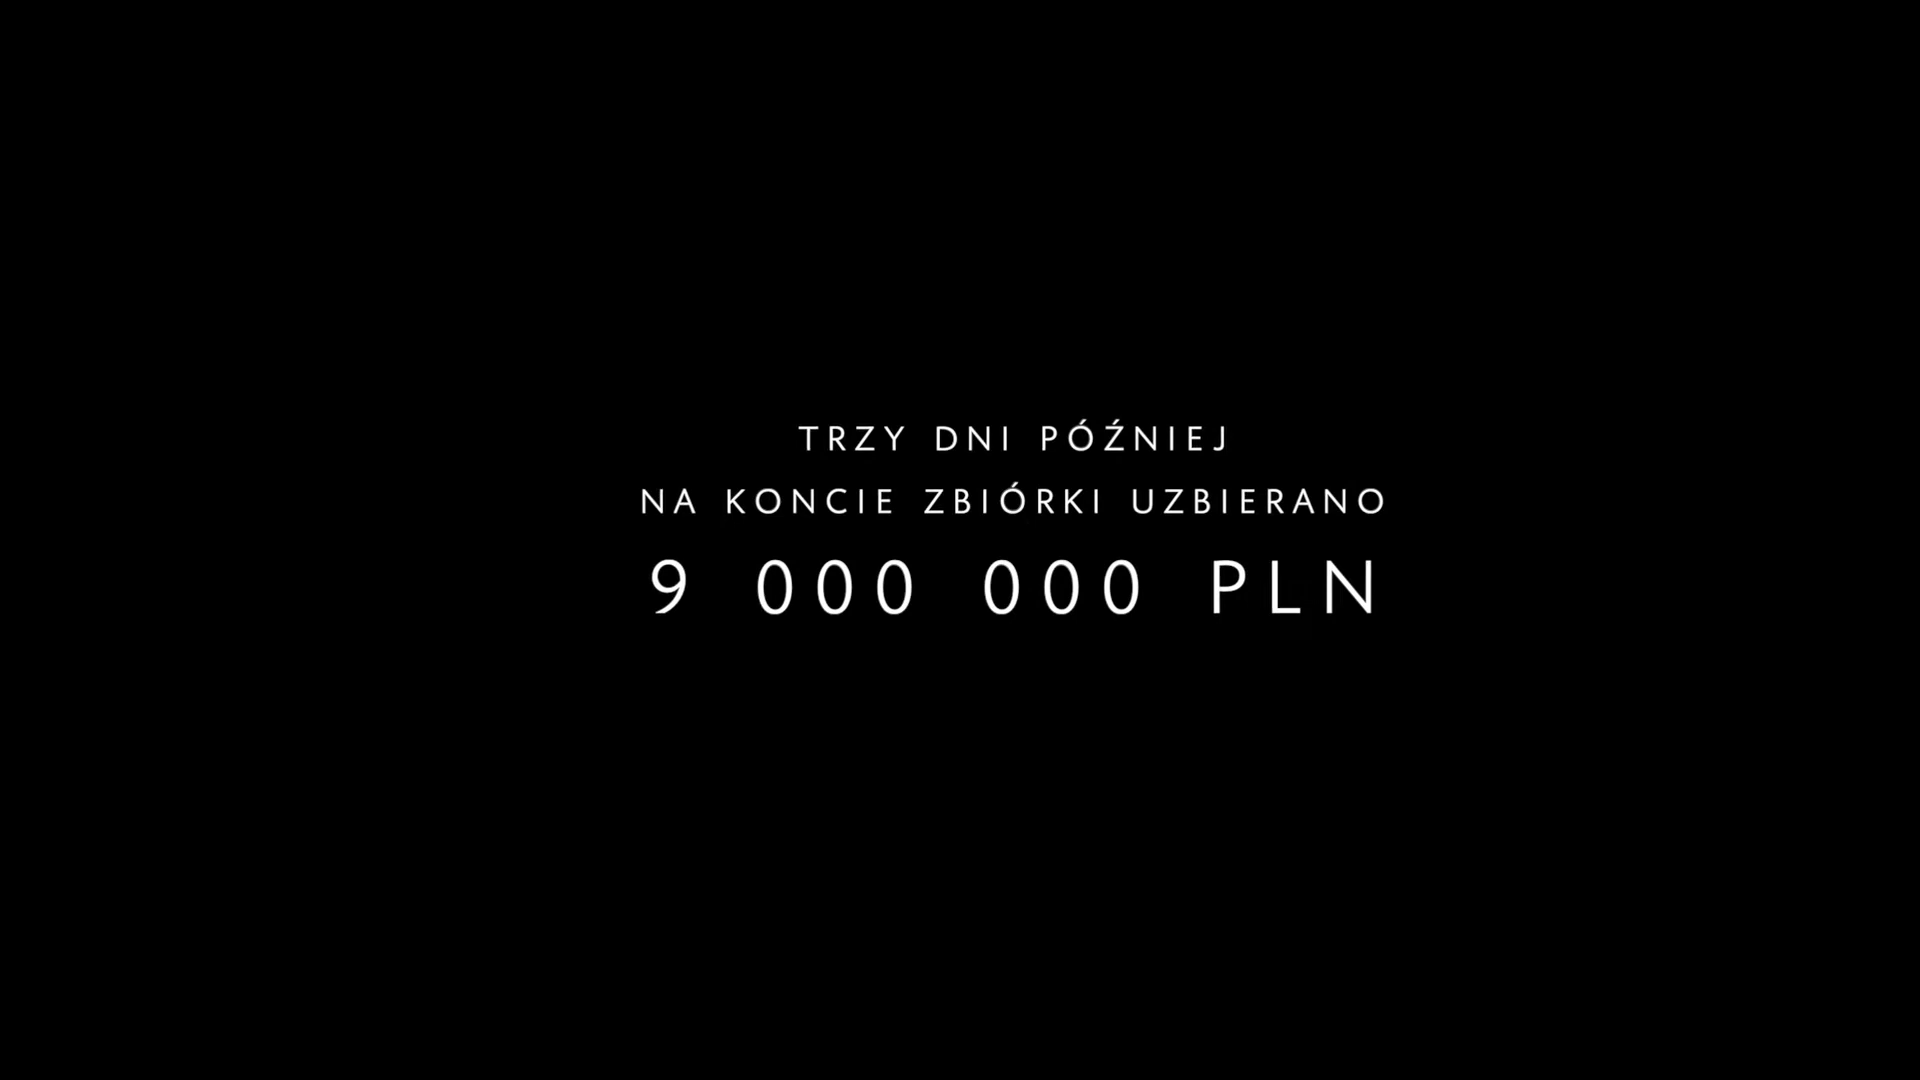 TRZY DNI PÓŹNIEJ
NA KONCIE ZBIÓRKI UZBIERANO
9 000 000 PLN